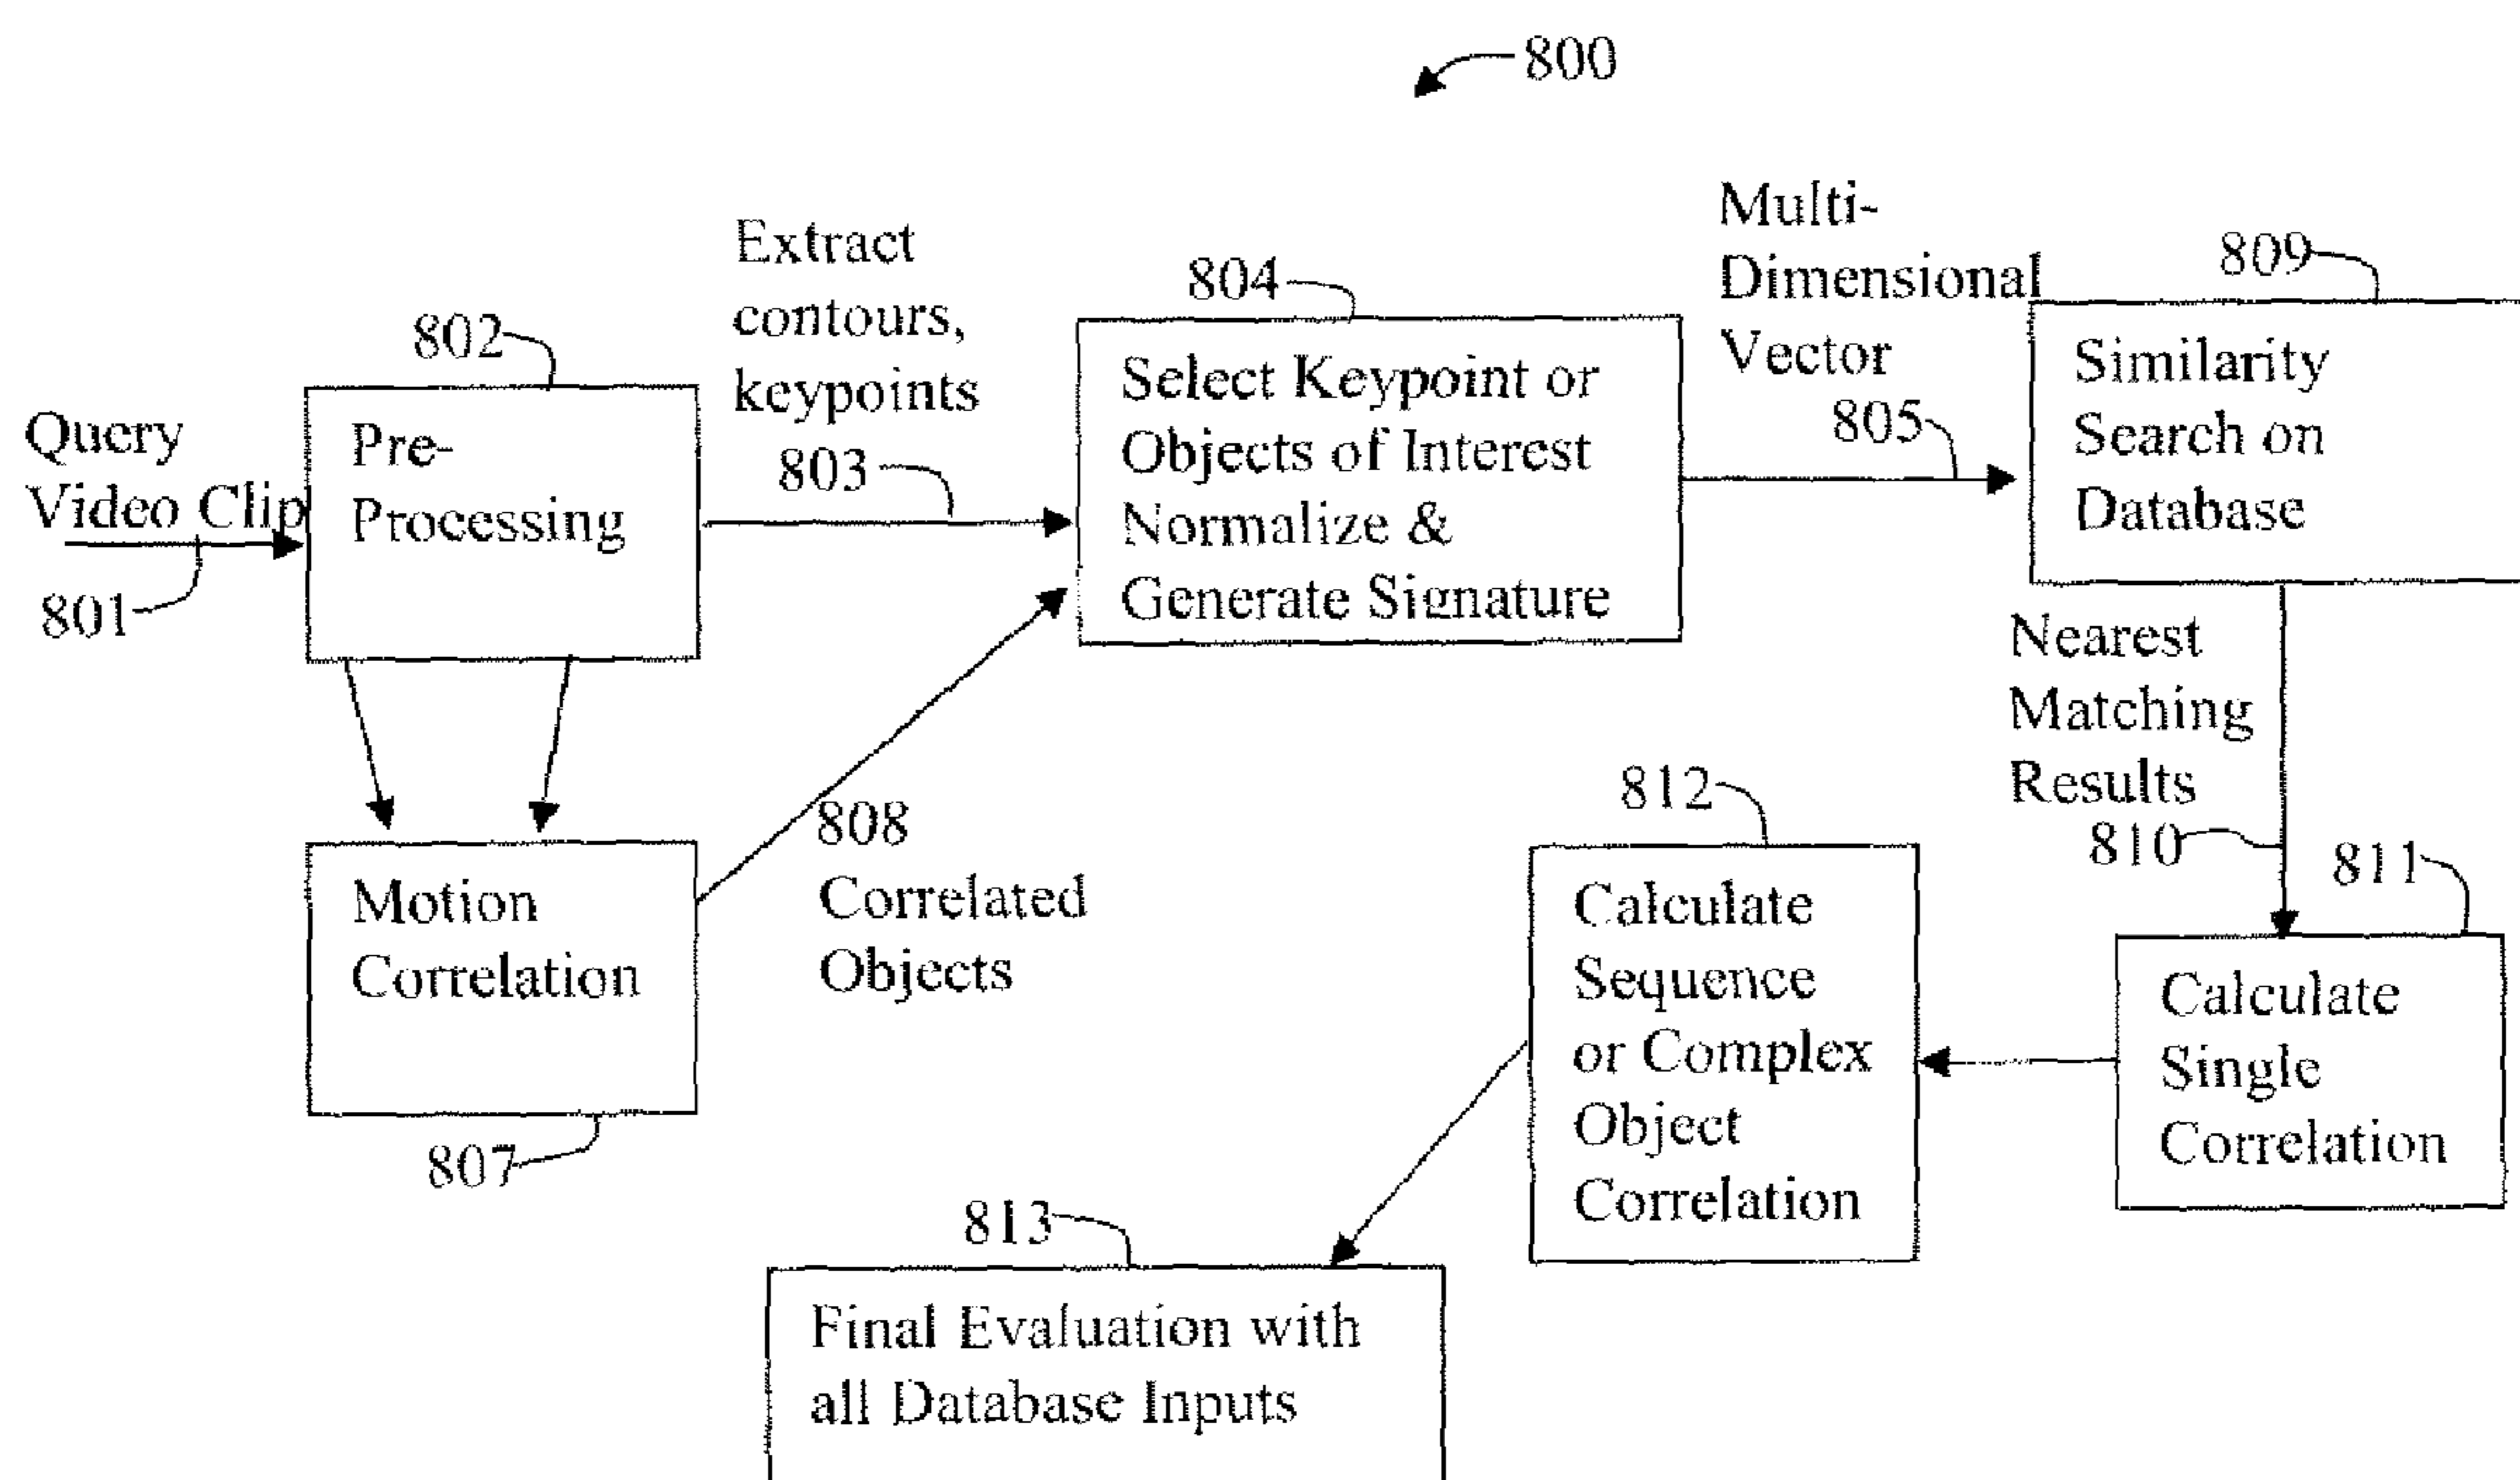 800
Query
Video Clip
801
802
Pre-
Processing
Extract
contours,
keypoints
803
804
Select Keypoint or
Objects of Interest
Normalize &
Generate Signature
Multi-
Dimensional
Vector
805
809
Similarity
Search on
Database
Nearest
Matching
Results
810
811
Calculate
Single
Correlation
812
Calculate
Sequence
or Complex
Object
Correlation
808
Correlated
Objects
Motion
Correlation
807
813
Final Evaluation with
all Database Inputs